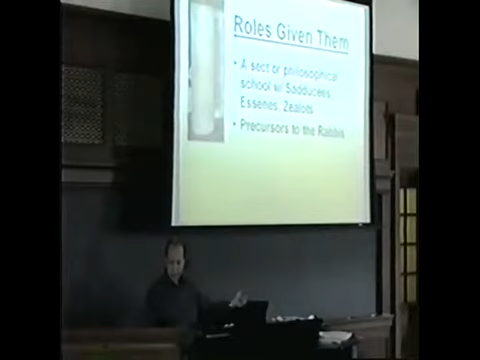 Roles Given Them
• A sect or philosophical
school w/ Sadducees,
Essenes, Zealots
• Precursors to the Rabbis